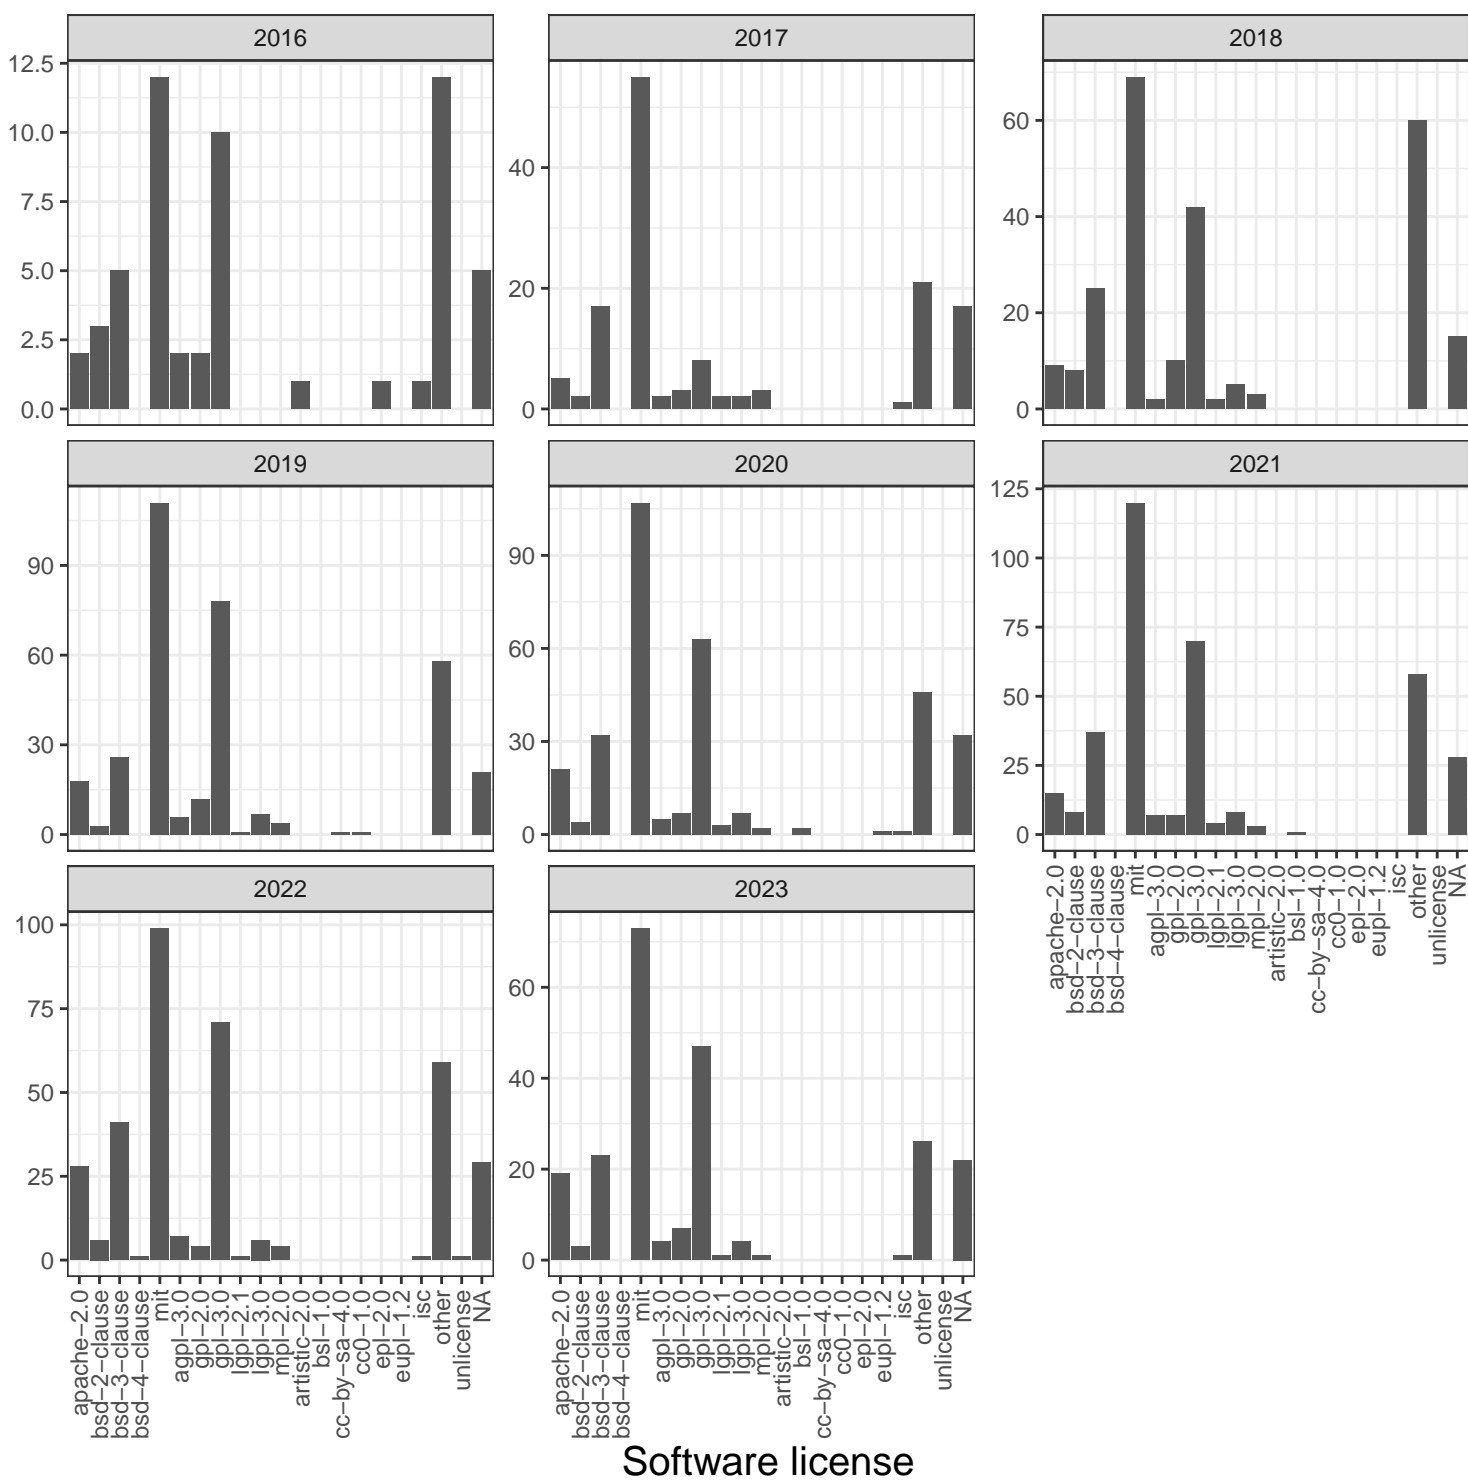 2016
2017
2018
12.5
10.0
7.5
5.0
2.5
0.0
40
20
0
60
40
20
0
2019
2020
2021
90
60
30
0
90
60
30
0
125
100
75
50
25
0
apache−2.0
bsd−2−clause
bsd−3−clause
bsd−4−clause
mit
agpl−3.0
gpl−2.0
gpl−3.0
lgpl−2.1
lgpl−3.0
mpl−2.0
artistic−2.0
bsl−1.0
cc−by−sa−4.0
cc0−1.0
epl−2.0
eupl−1.2
isc
other
unlicense
NA
2022
2023
100
75
50
25
0
60
40
20
0
apache−2.0
bsd−2−clause
bsd−3−clause
bsd−4−clause
mit
agpl−3.0
gpl−2.0
gpl−3.0
lgpl−2.1
lgpl−3.0
mpl−2.0
artistic−2.0
bsl−1.0
cc−by−sa−4.0
cc0−1.0
epl−2.0
eupl−1.2
isc
other
unlicense
NA
apache−2.0
bsd−2−clause
bsd−3−clause
bsd−4−clause
mit
agpl−3.0
gpl−2.0
gpl−3.0
lgpl−2.1
lgpl−3.0
mpl−2.0
artistic−2.0
bsl−1.0
cc−by−sa−4.0
cc0−1.0
epl−2.0
eupl−1.2
isc
other
unlicense
NA
Software license